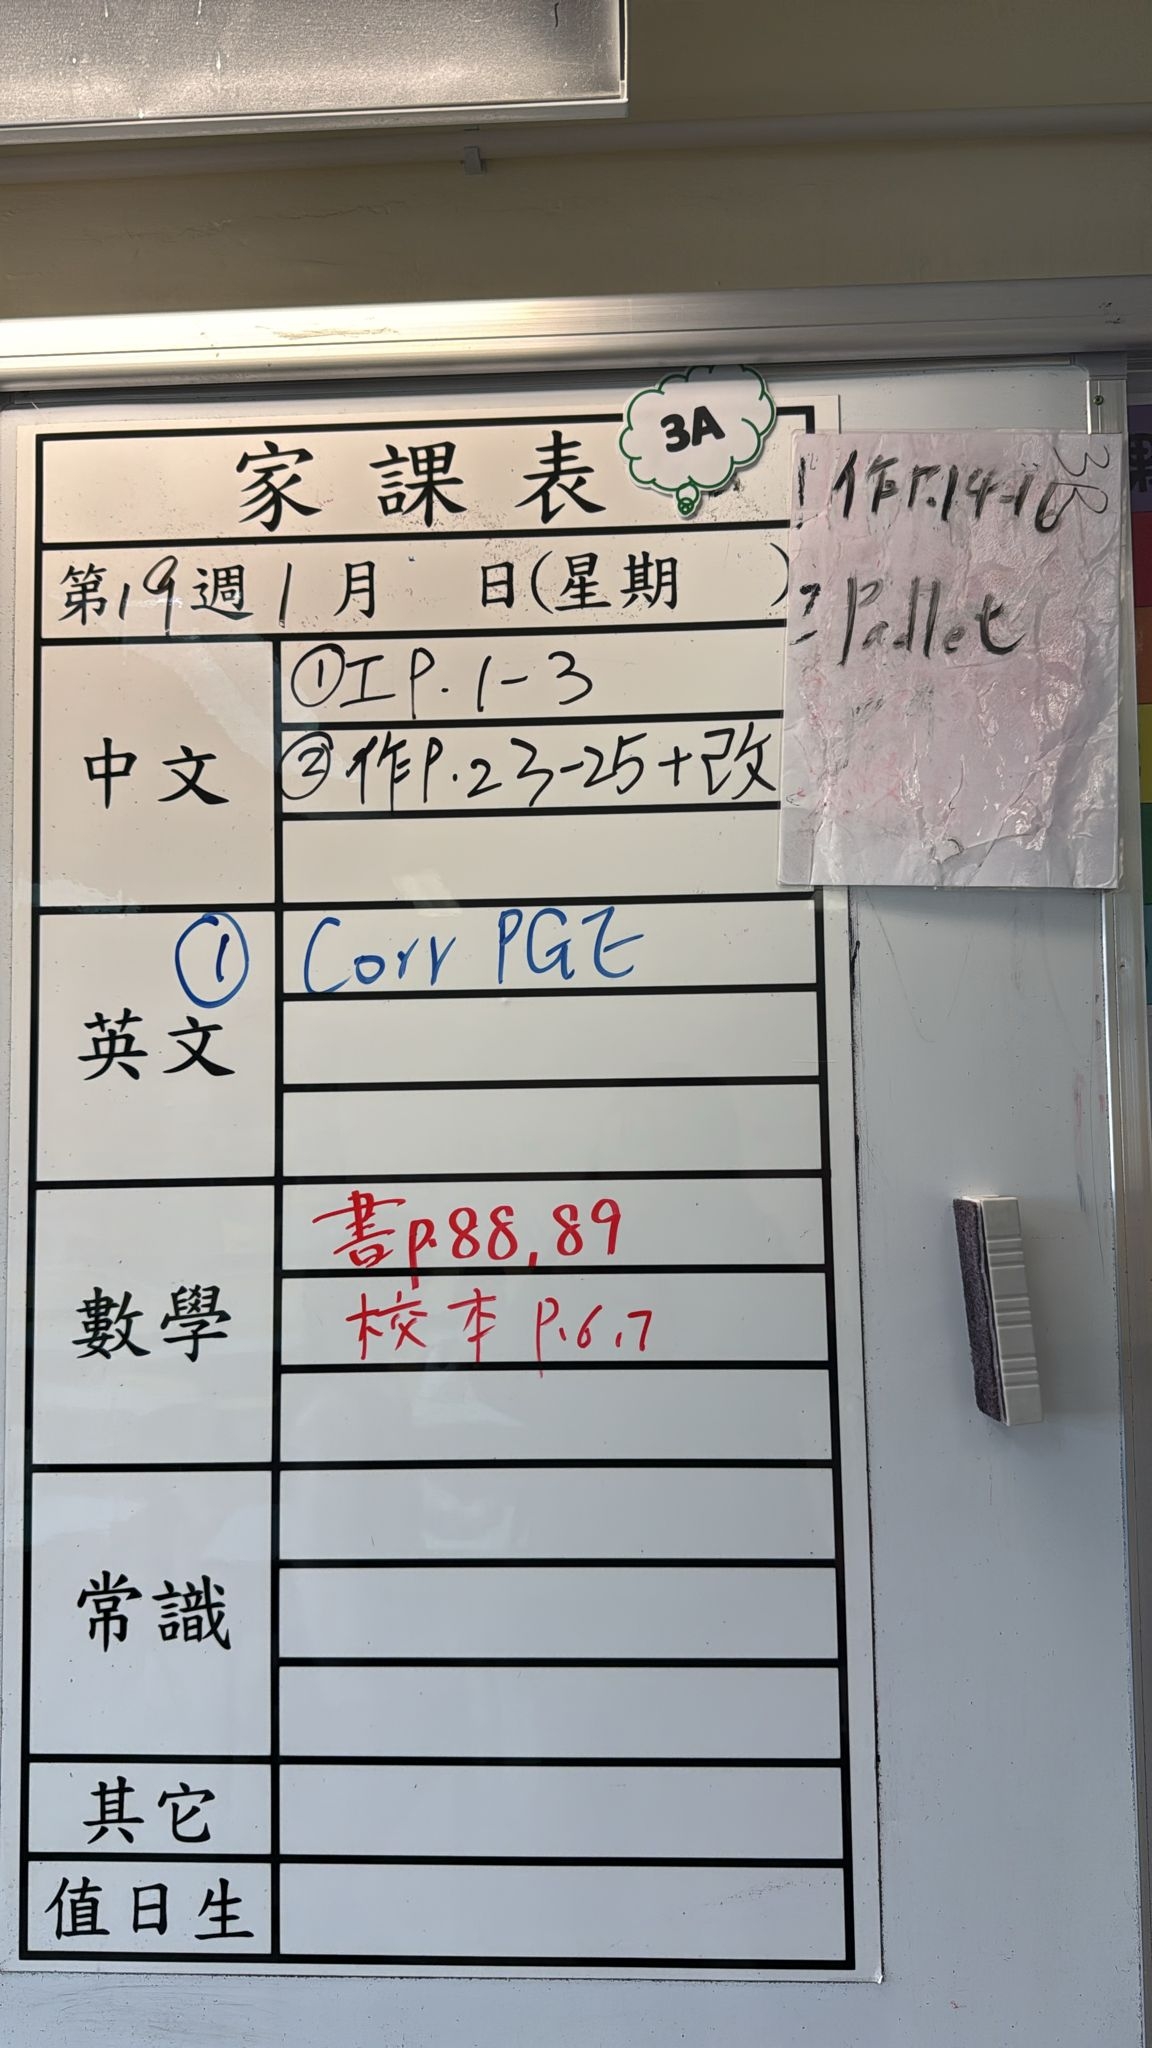 家課表
3A
第19週1月 日(星期 )
中文
①工P.1-3
②作P.23-25+改
英文
① Corr PGE
數學
書p.88,89
校本 p.6,7
常識
其它
值日生
3B
1 作P.14-16
2 Padlet